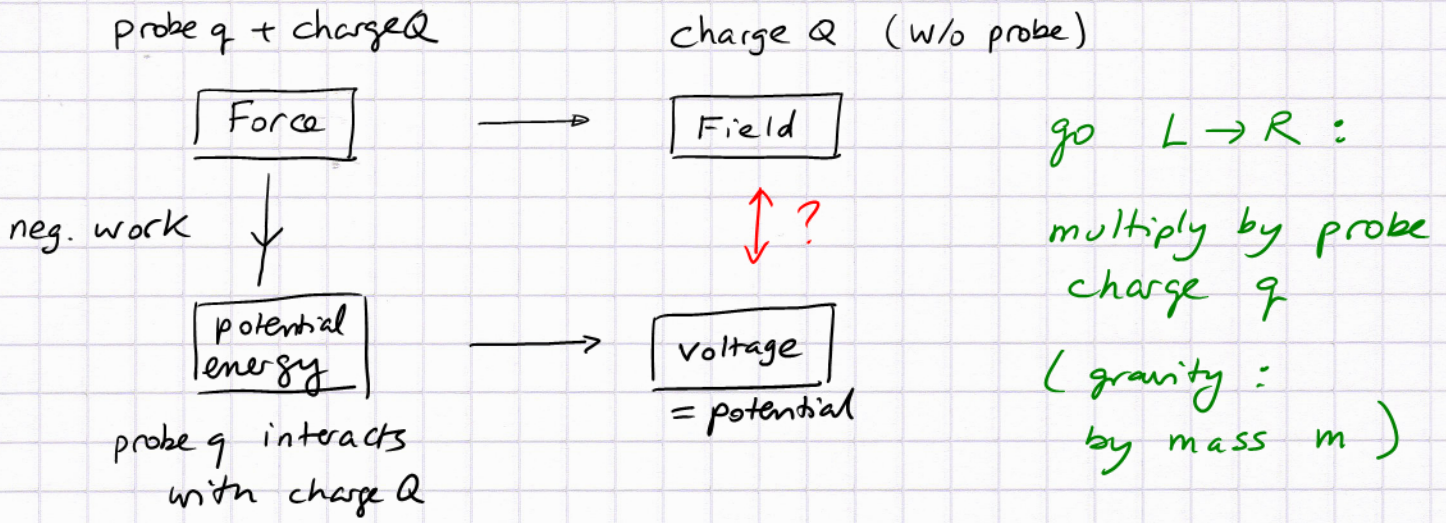 probe q + charge Q
charge Q (w/o probe)
Force
Field
go L → R :
neg. work
?
multiply by probe
charge q
potential
energy
voltage
= potential
(gravity :
by mass m)
probe q interacts
with charge Q